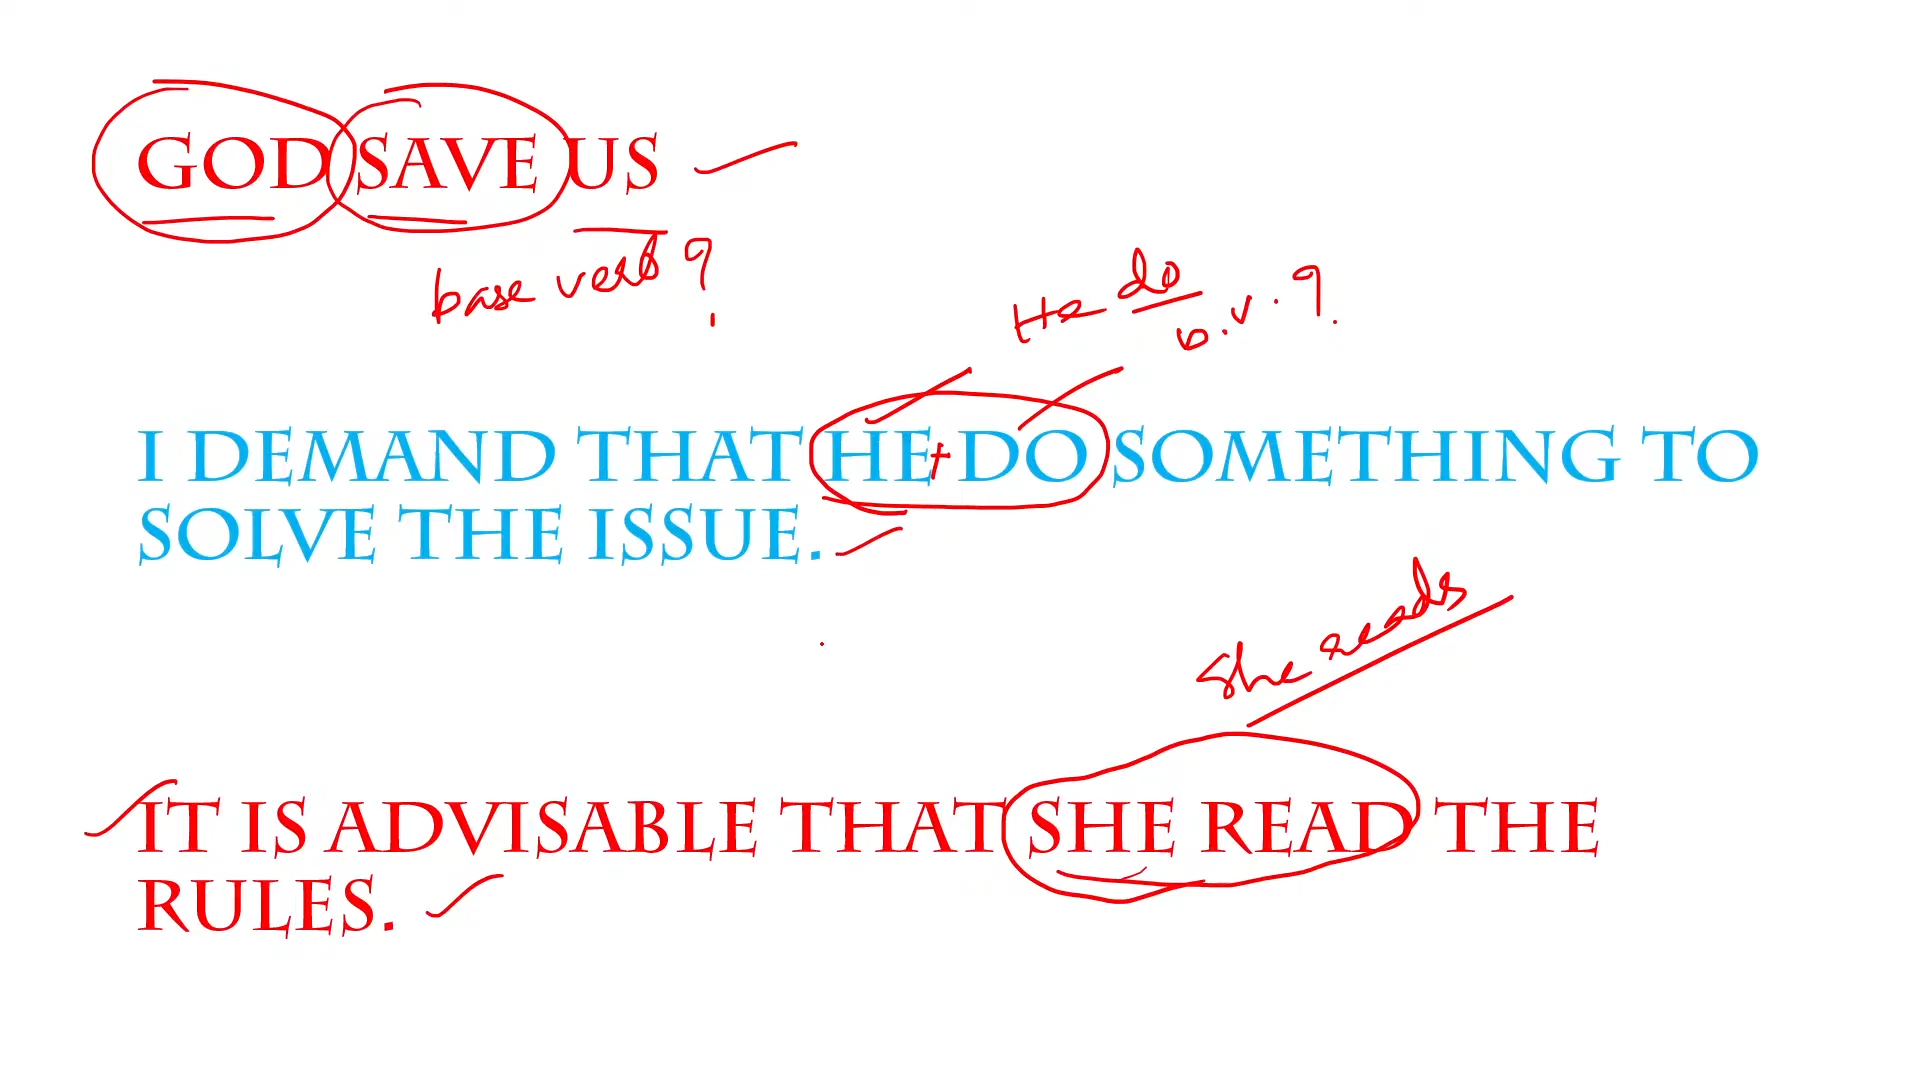 GOD SAVE US
base verb ?
He do
b.v. ?
I DEMAND THAT HE + DO SOMETHING TO
SOLVE THE ISSUE.
She reads
IT IS ADVISABLE THAT SHE READ THE
RULES.